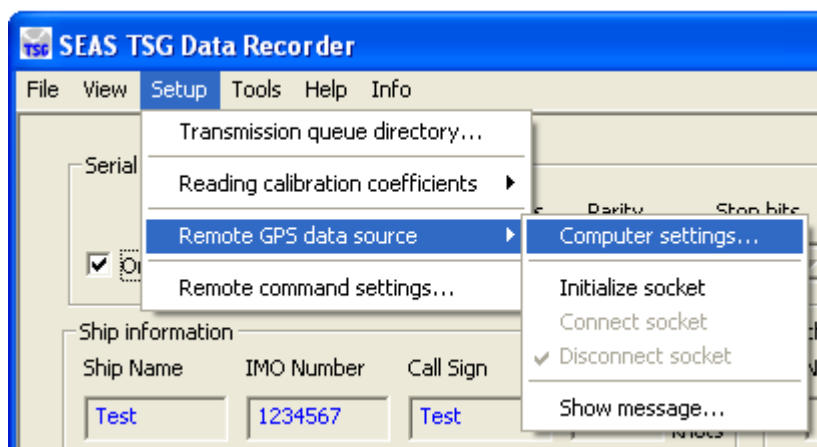 TSG SEAS TSG Data Recorder
File View Setup Tools Help Info
Transmission queue directory...
Serial
Reading calibration coefficients
Parity Stop bits
Remote GPS data source Computer settings...
Remote command settings... Initialize socket
Ship information Connect socket
Ship Name IMO Number Call Sign Disconnect socket
Test 1234567 Test Show message...
Knots